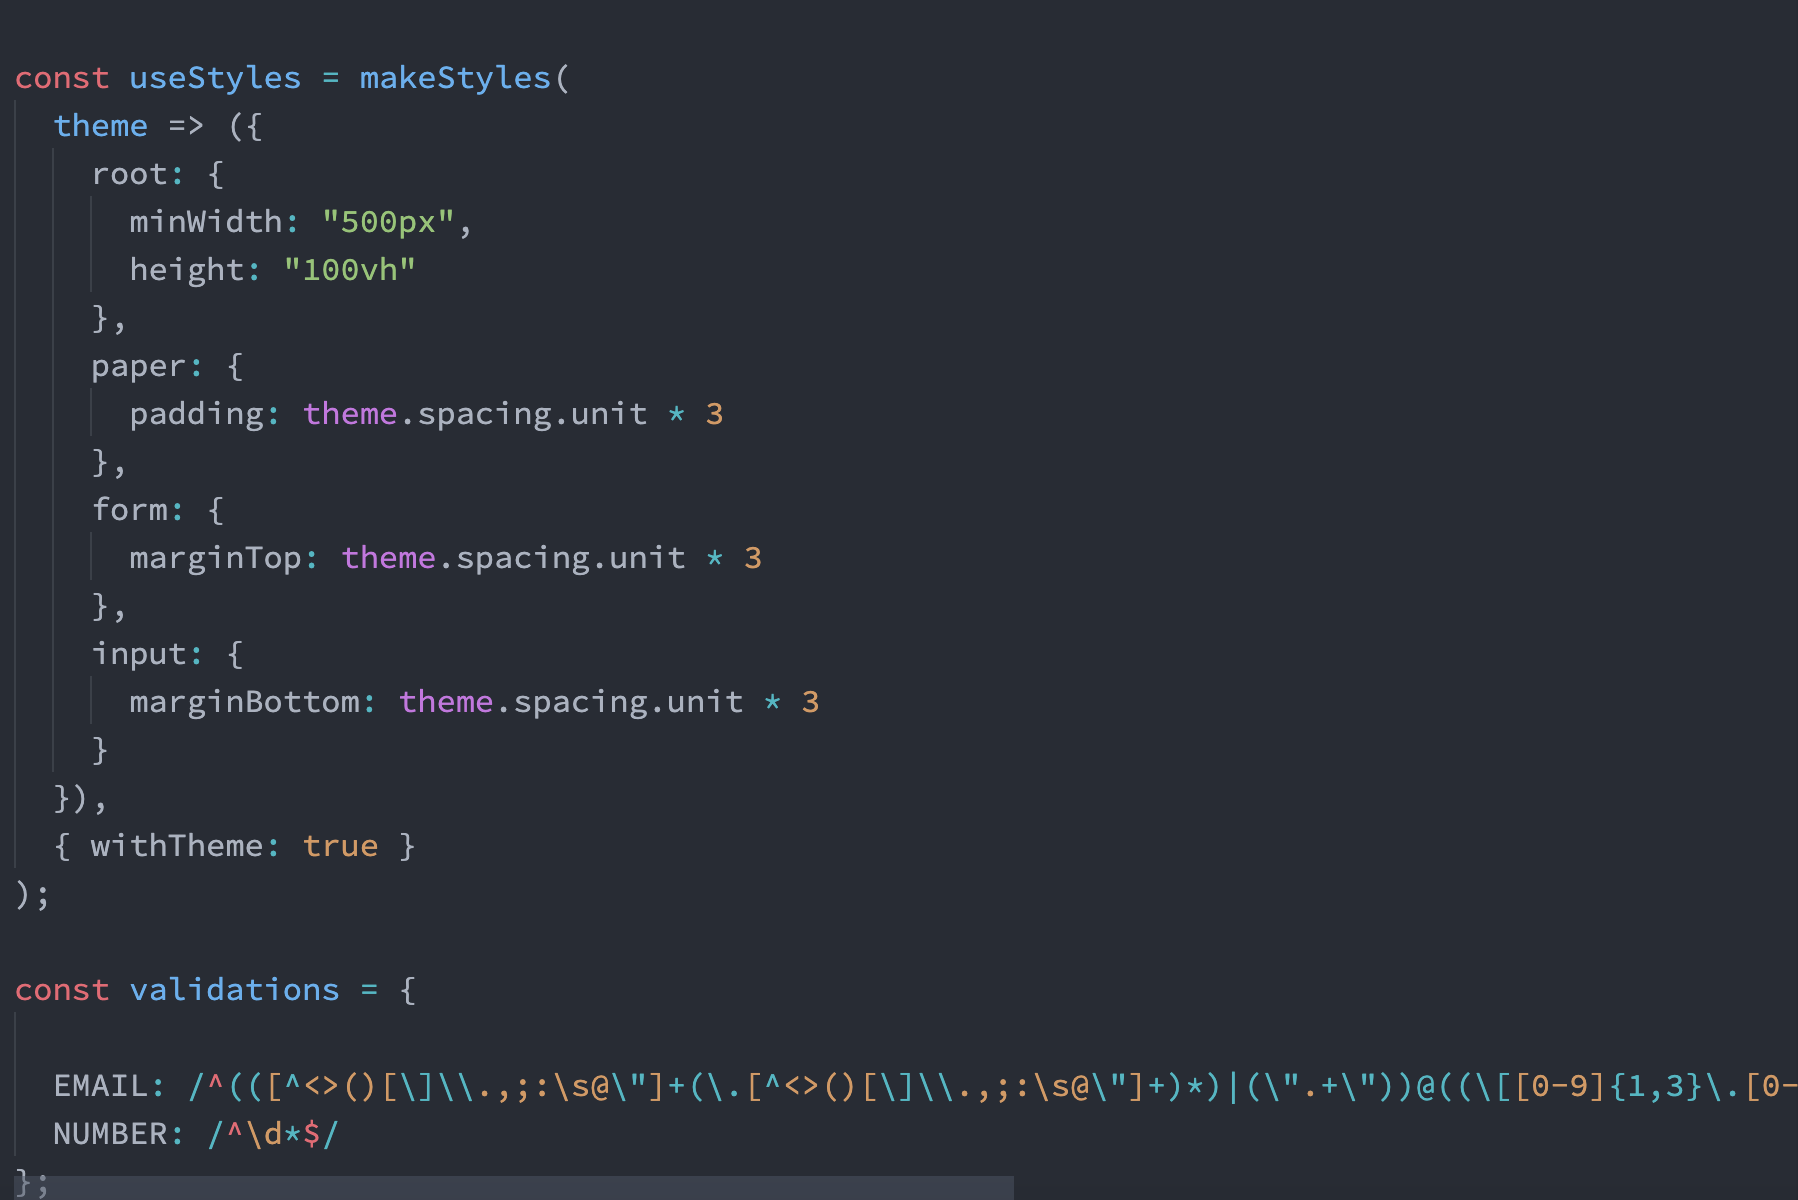 const useStyles = makeStyles(
  theme => ({
    root: {
      minWidth: "500px",
      height: "100vh"
    },
    paper: {
      padding: theme.spacing.unit * 3
    },
    form: {
      marginTop: theme.spacing.unit * 3
    },
    input: {
      marginBottom: theme.spacing.unit * 3
    }
  }),
  { withTheme: true }
);
const validations = {
  EMAIL: /^(([^<>()[\]\\.,;:\s@\"]+(\.[^<>()[\]\\.,;:\s@\"]+)*)|(\".+\"))@((\[[0-9]{1,3}\.[0-
  NUMBER: /^\d*$/
};